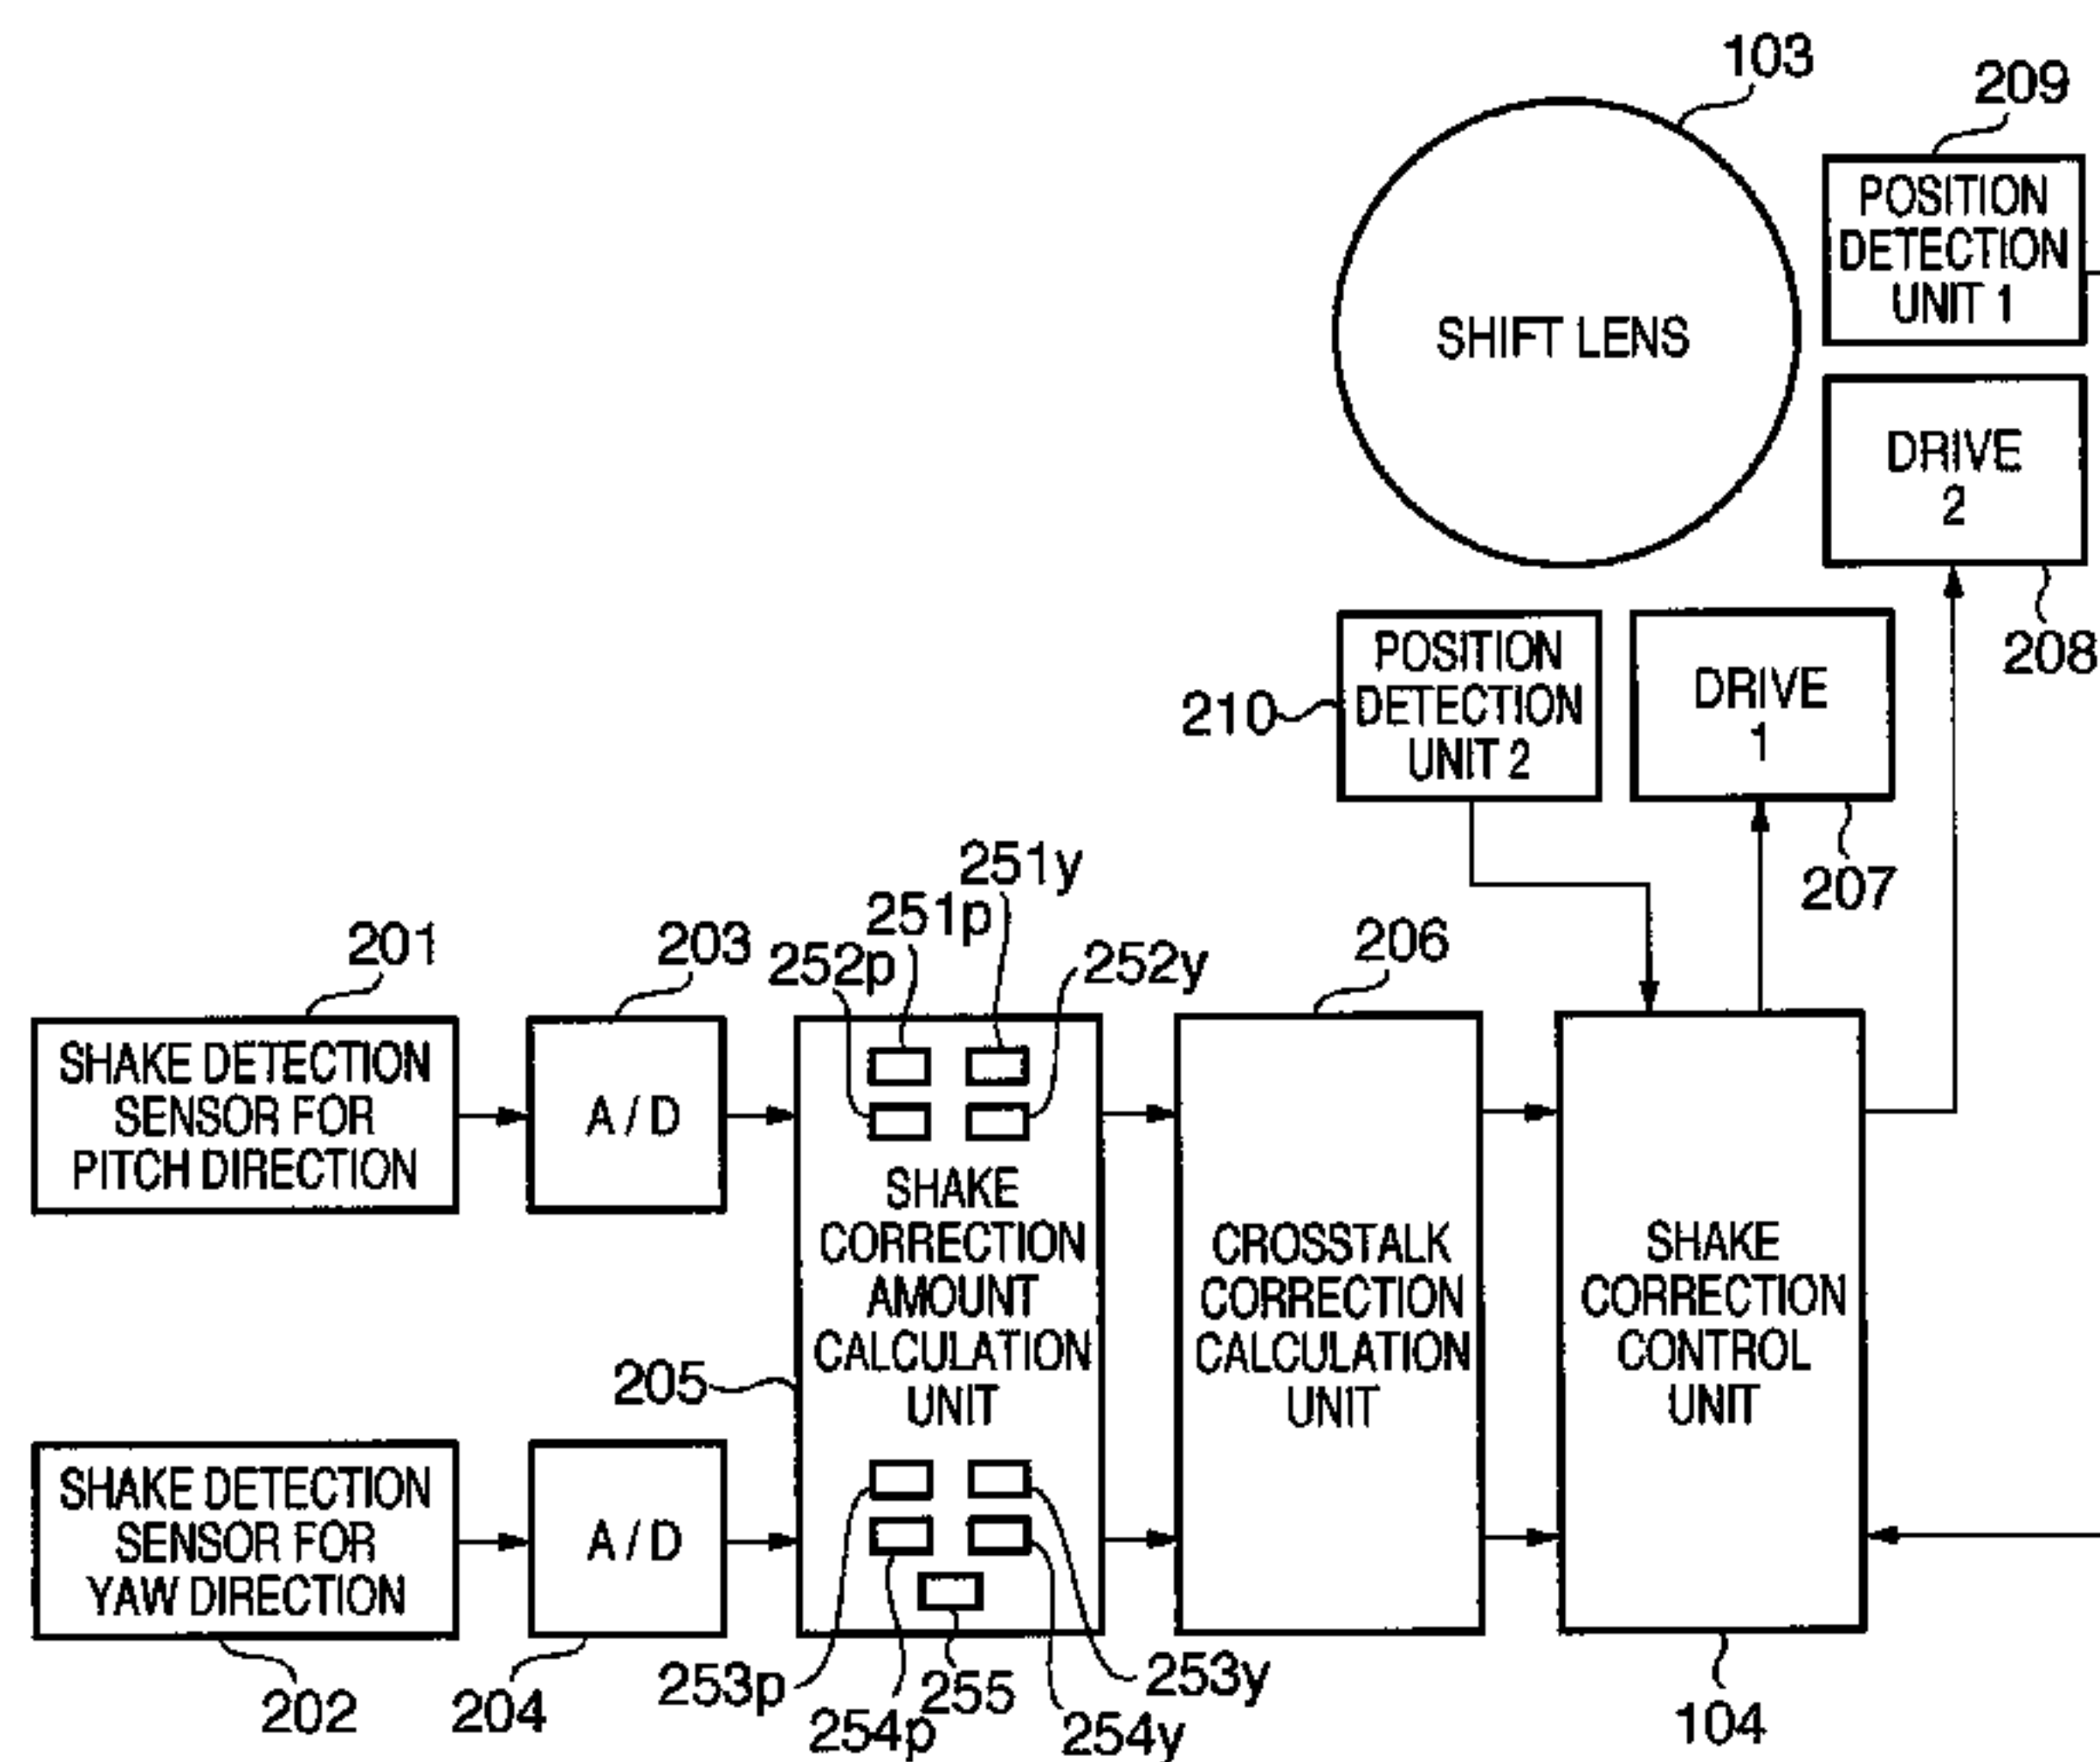 103
209
POSITION
DETECTION
UNIT 1
SHIFT LENS
DRIVE
2
208
POSITION
DETECTION
UNIT 2
210
DRIVE
1
207
251y
251p
252p
252y
201
203
206
SHAKE DETECTION
SENSOR FOR
PITCH DIRECTION
A / D
SHAKE
CORRECTION
AMOUNT
CALCULATION
UNIT
205
CROSSTALK
CORRECTION
CALCULATION
UNIT
SHAKE
CORRECTION
CONTROL
UNIT
SHAKE DETECTION
SENSOR FOR
YAW DIRECTION
A / D
202
204
253p
254p
255
253y
254y
104